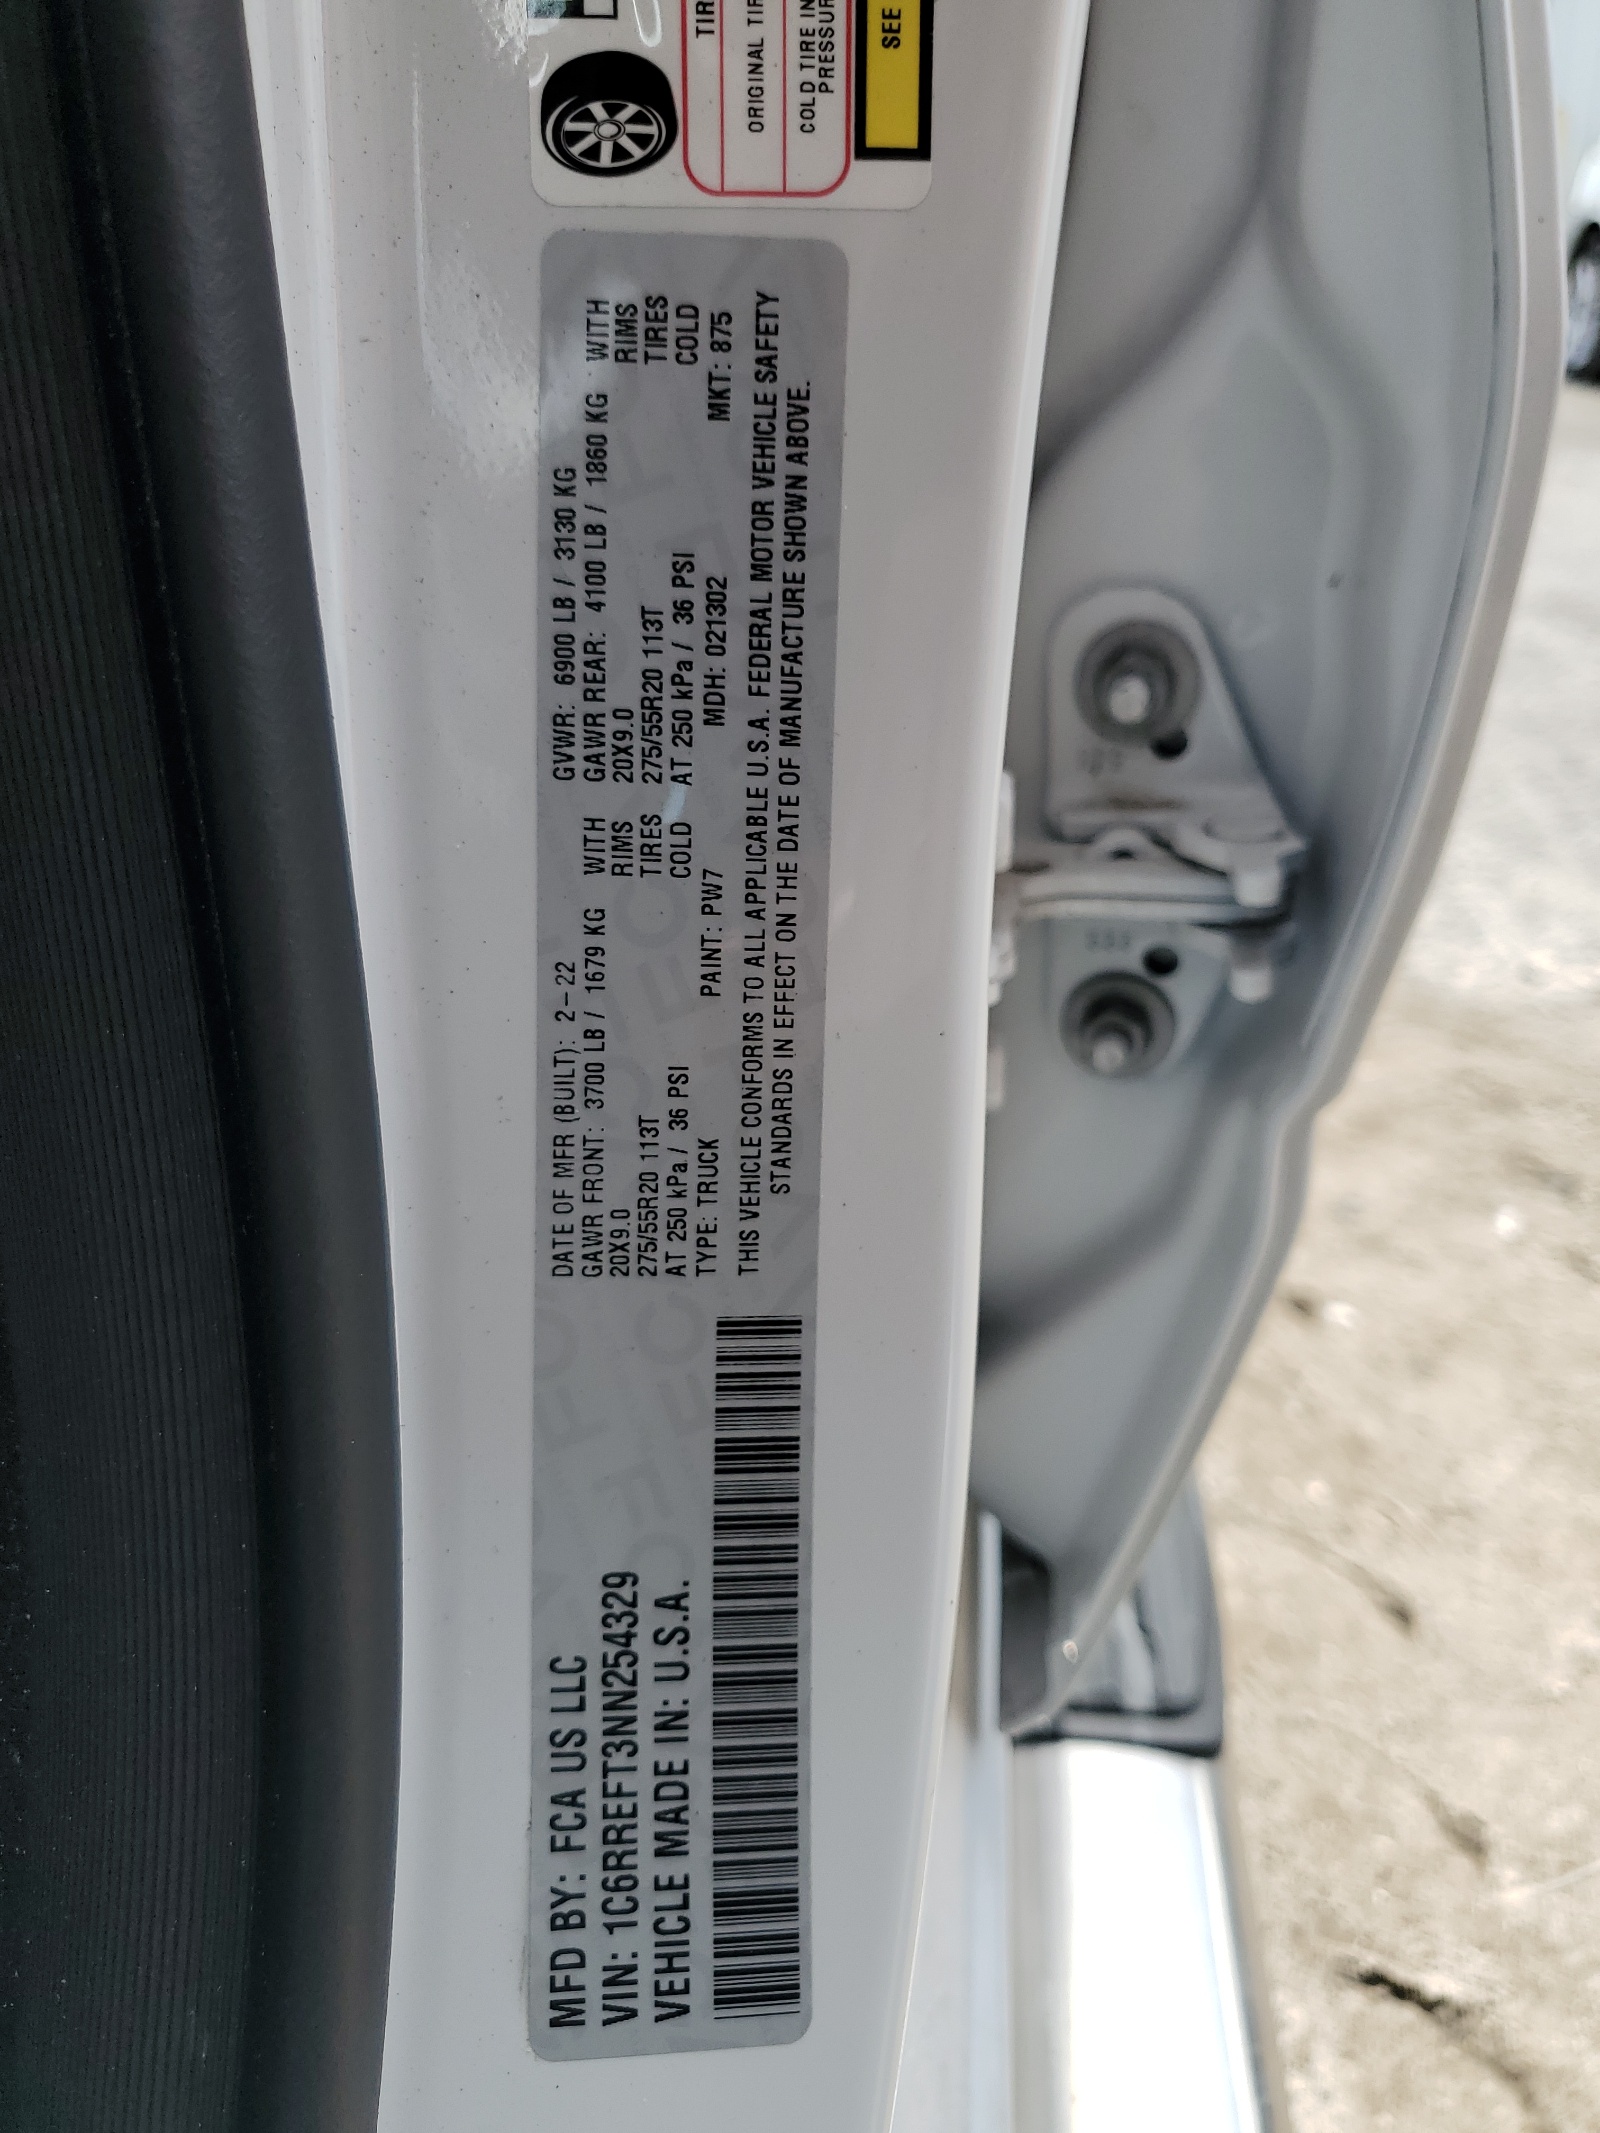 MFD BY: FCA US LLC
VIN: 1C6RREFT3NN254329
VEHICLE MADE IN: U.S.A.
DATE OF MFR (BUILT): 2-22 GVWR: 6900 LB / 3130 KG
GAWR FRONT: 3700 LB / 1679 KG WITH GAWR REAR: 4100 LB / 1860 KG WITH
20X9.0 RIMS 20X9.0 RIMS
275/55R20 113T TIRES 275/55R20 113T TIRES
AT 250 kPa / 36 PSI COLD AT 250 kPa / 36 PSI COLD
TYPE: TRUCK PAINT: PW7 MDH: 021302 MKT: 875
THIS VEHICLE CONFORMS TO ALL APPLICABLE U.S.A. FEDERAL MOTOR VEHICLE SAFETY
STANDARDS IN EFFECT ON THE DATE OF MANUFACTURE SHOWN ABOVE.
TIR
ORIGINAL TIR
COLD TIRE IN
PRESSUR
SEE